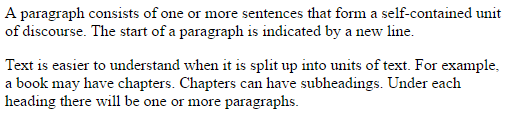 A paragraph consists of one or more sentences that form a self-contained unit
of discourse. The start of a paragraph is indicated by a new line.
Text is easier to understand when it is split up into units of text. For example,
a book may have chapters. Chapters can have subheadings. Under each
heading there will be one or more paragraphs.